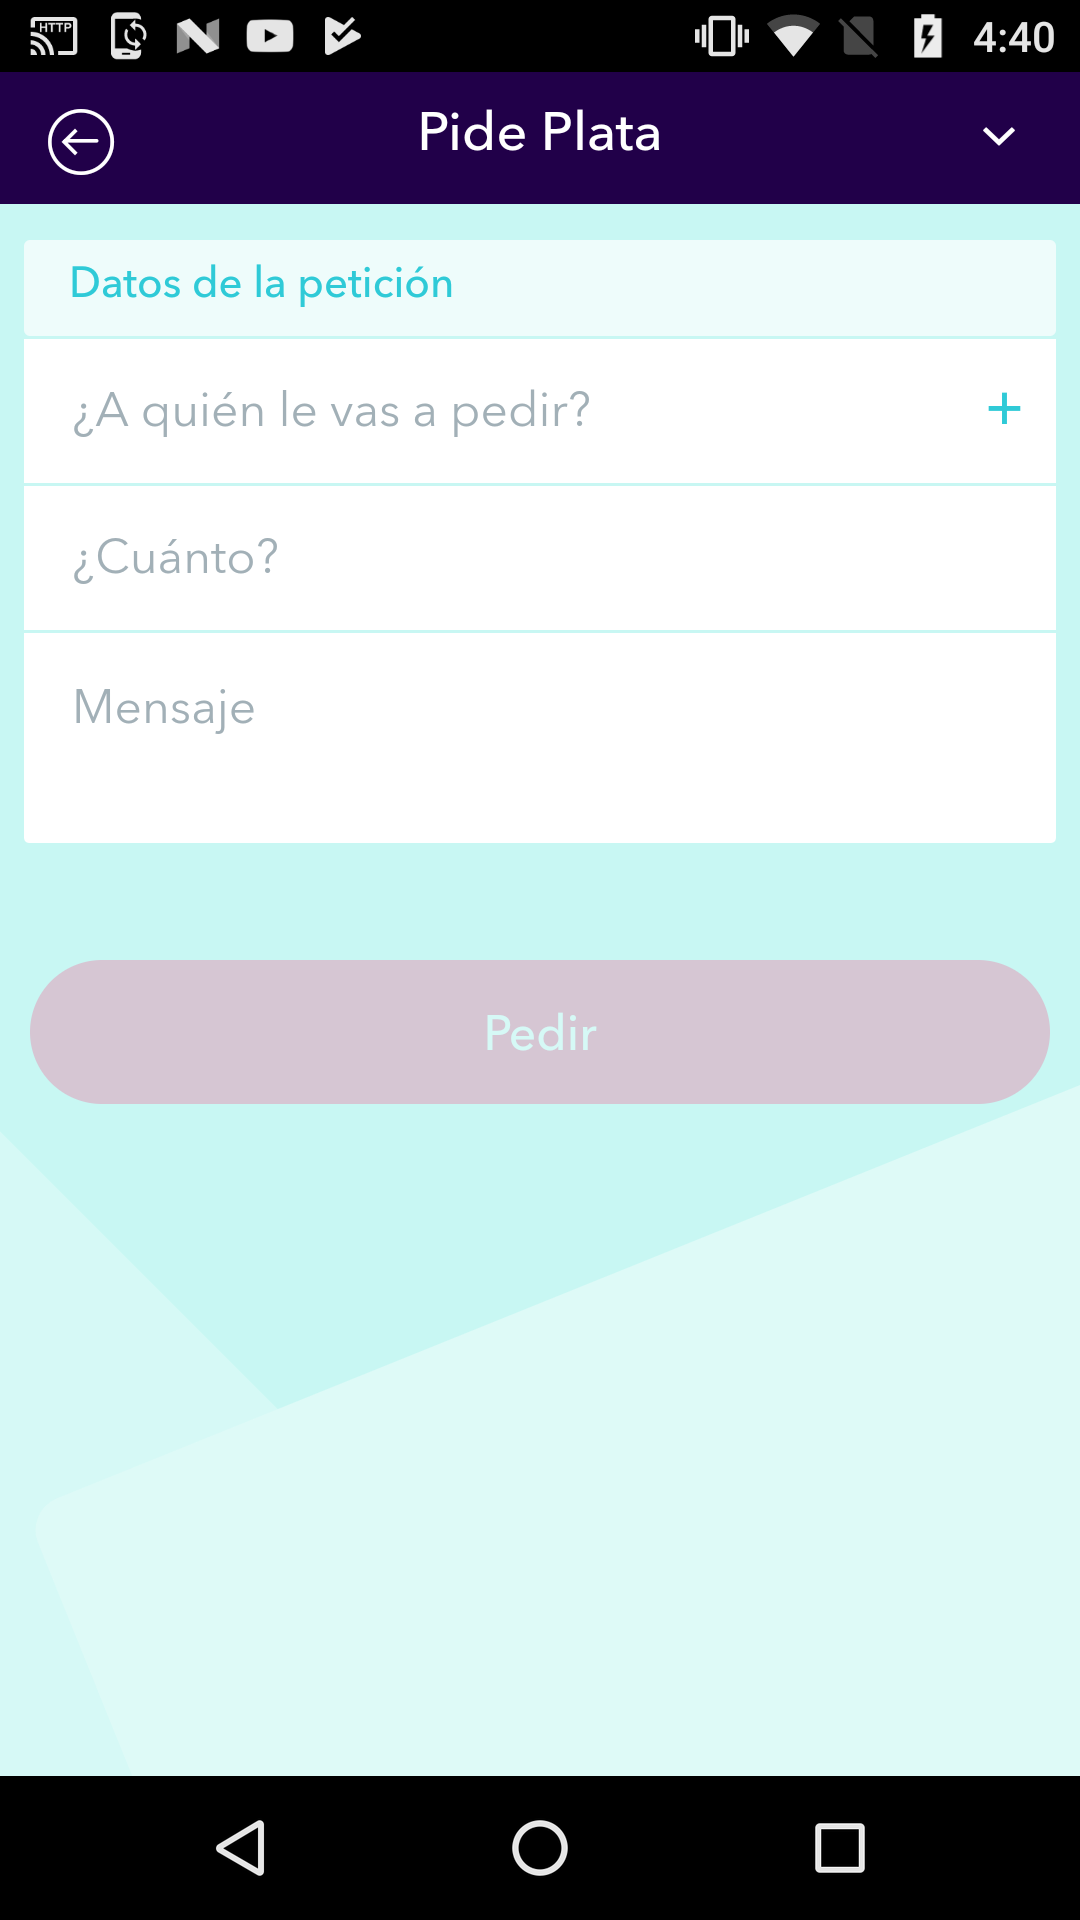 HTTP
4:40
Pide Plata
Datos de la petición
¿A quién le vas a pedir?
¿Cuánto?
Mensaje
Pedir